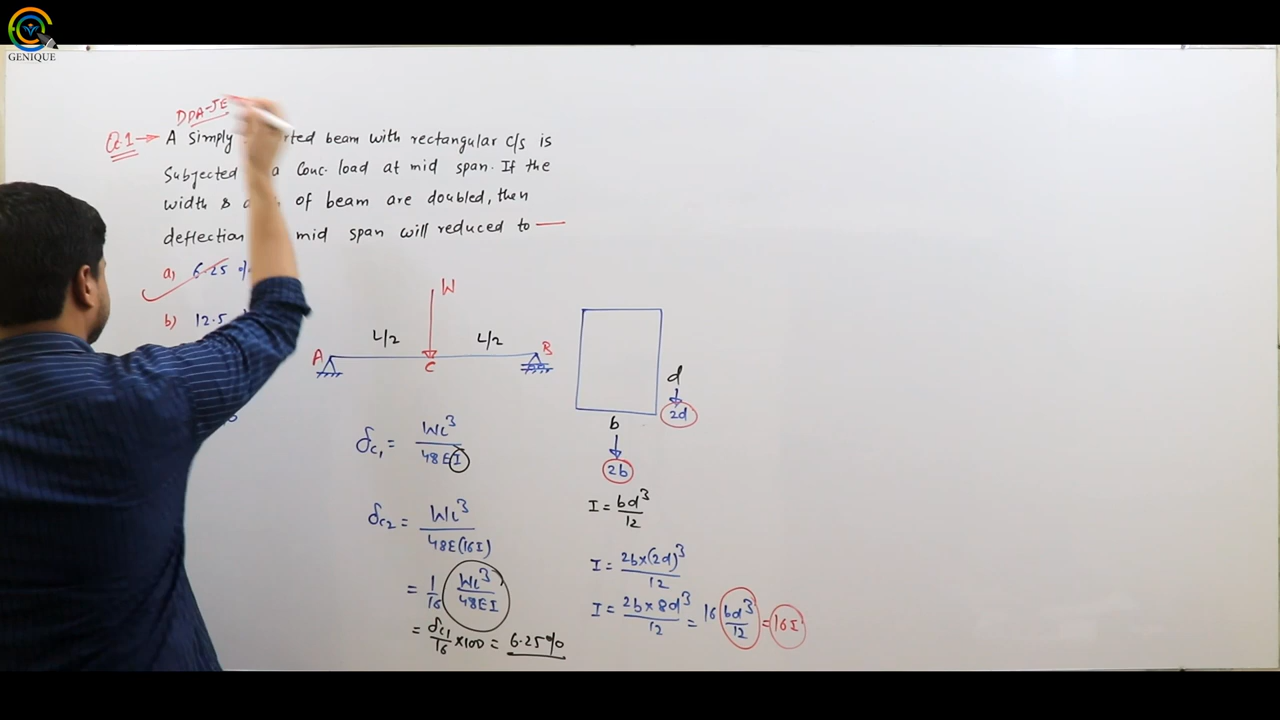 GENIQUE
DDA-JE
Q.1 → A Simply rted beam with rectangular c/s is
Subjected a Conc. load at mid span. If the
width & of beam are doubled, then
deflection mid span will reduced to —
a) 6.25 %
b) 12.5
W
L/2 L/2
A B
C
d
2d
b
2b
δc1 = WL³/48EI
δc2 = WL³/48E(16I)
= 1/16 WL³/48EI
= δc1/16 × 100 = 6.25%
I = bd³/12
I = 2b×(2d)³/12
I = 2b×8d³/12 = 16 bd³/12 = 16I